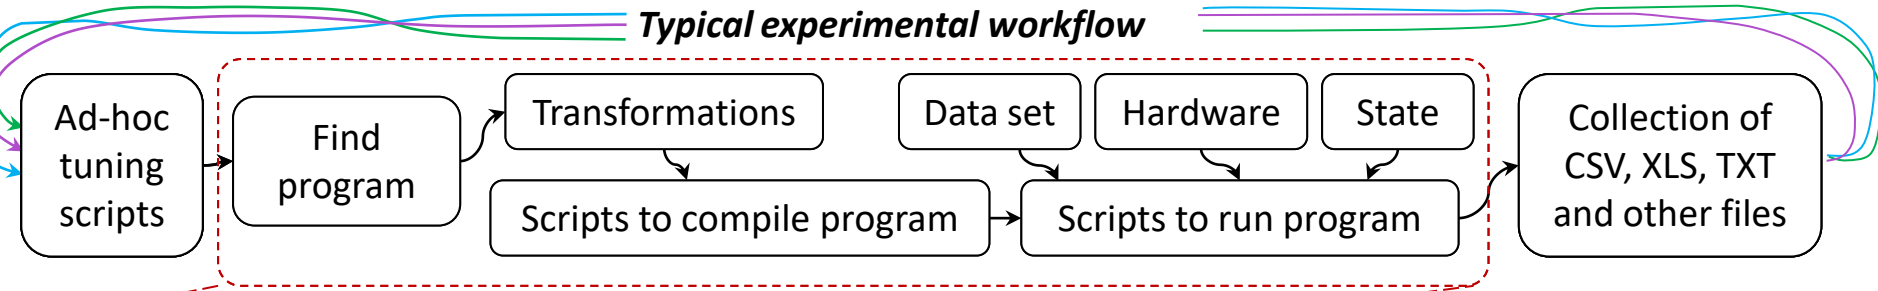 Typical experimental workflow
Ad-hoc
tuning
scripts
Find
program
Transformations
Scripts to compile program
Data set
Hardware
State
Scripts to run program
Collection of
CSV, XLS, TXT
and other files